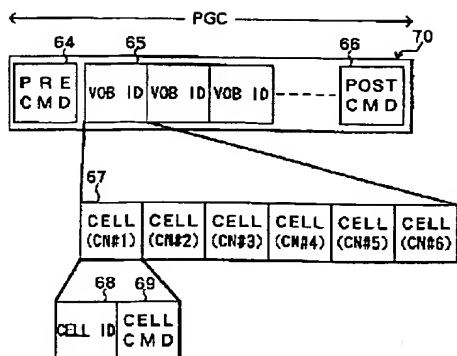 PGC
64
65
66
70
PRE CMD
VOB ID
VOB ID
VOB ID
POST CMD
67
CELL (CN#1)
CELL (CN#2)
CELL (CN#3)
CELL (CN#4)
CELL (CN#5)
CELL (CN#6)
68
69
CELL ID
CELL CMD